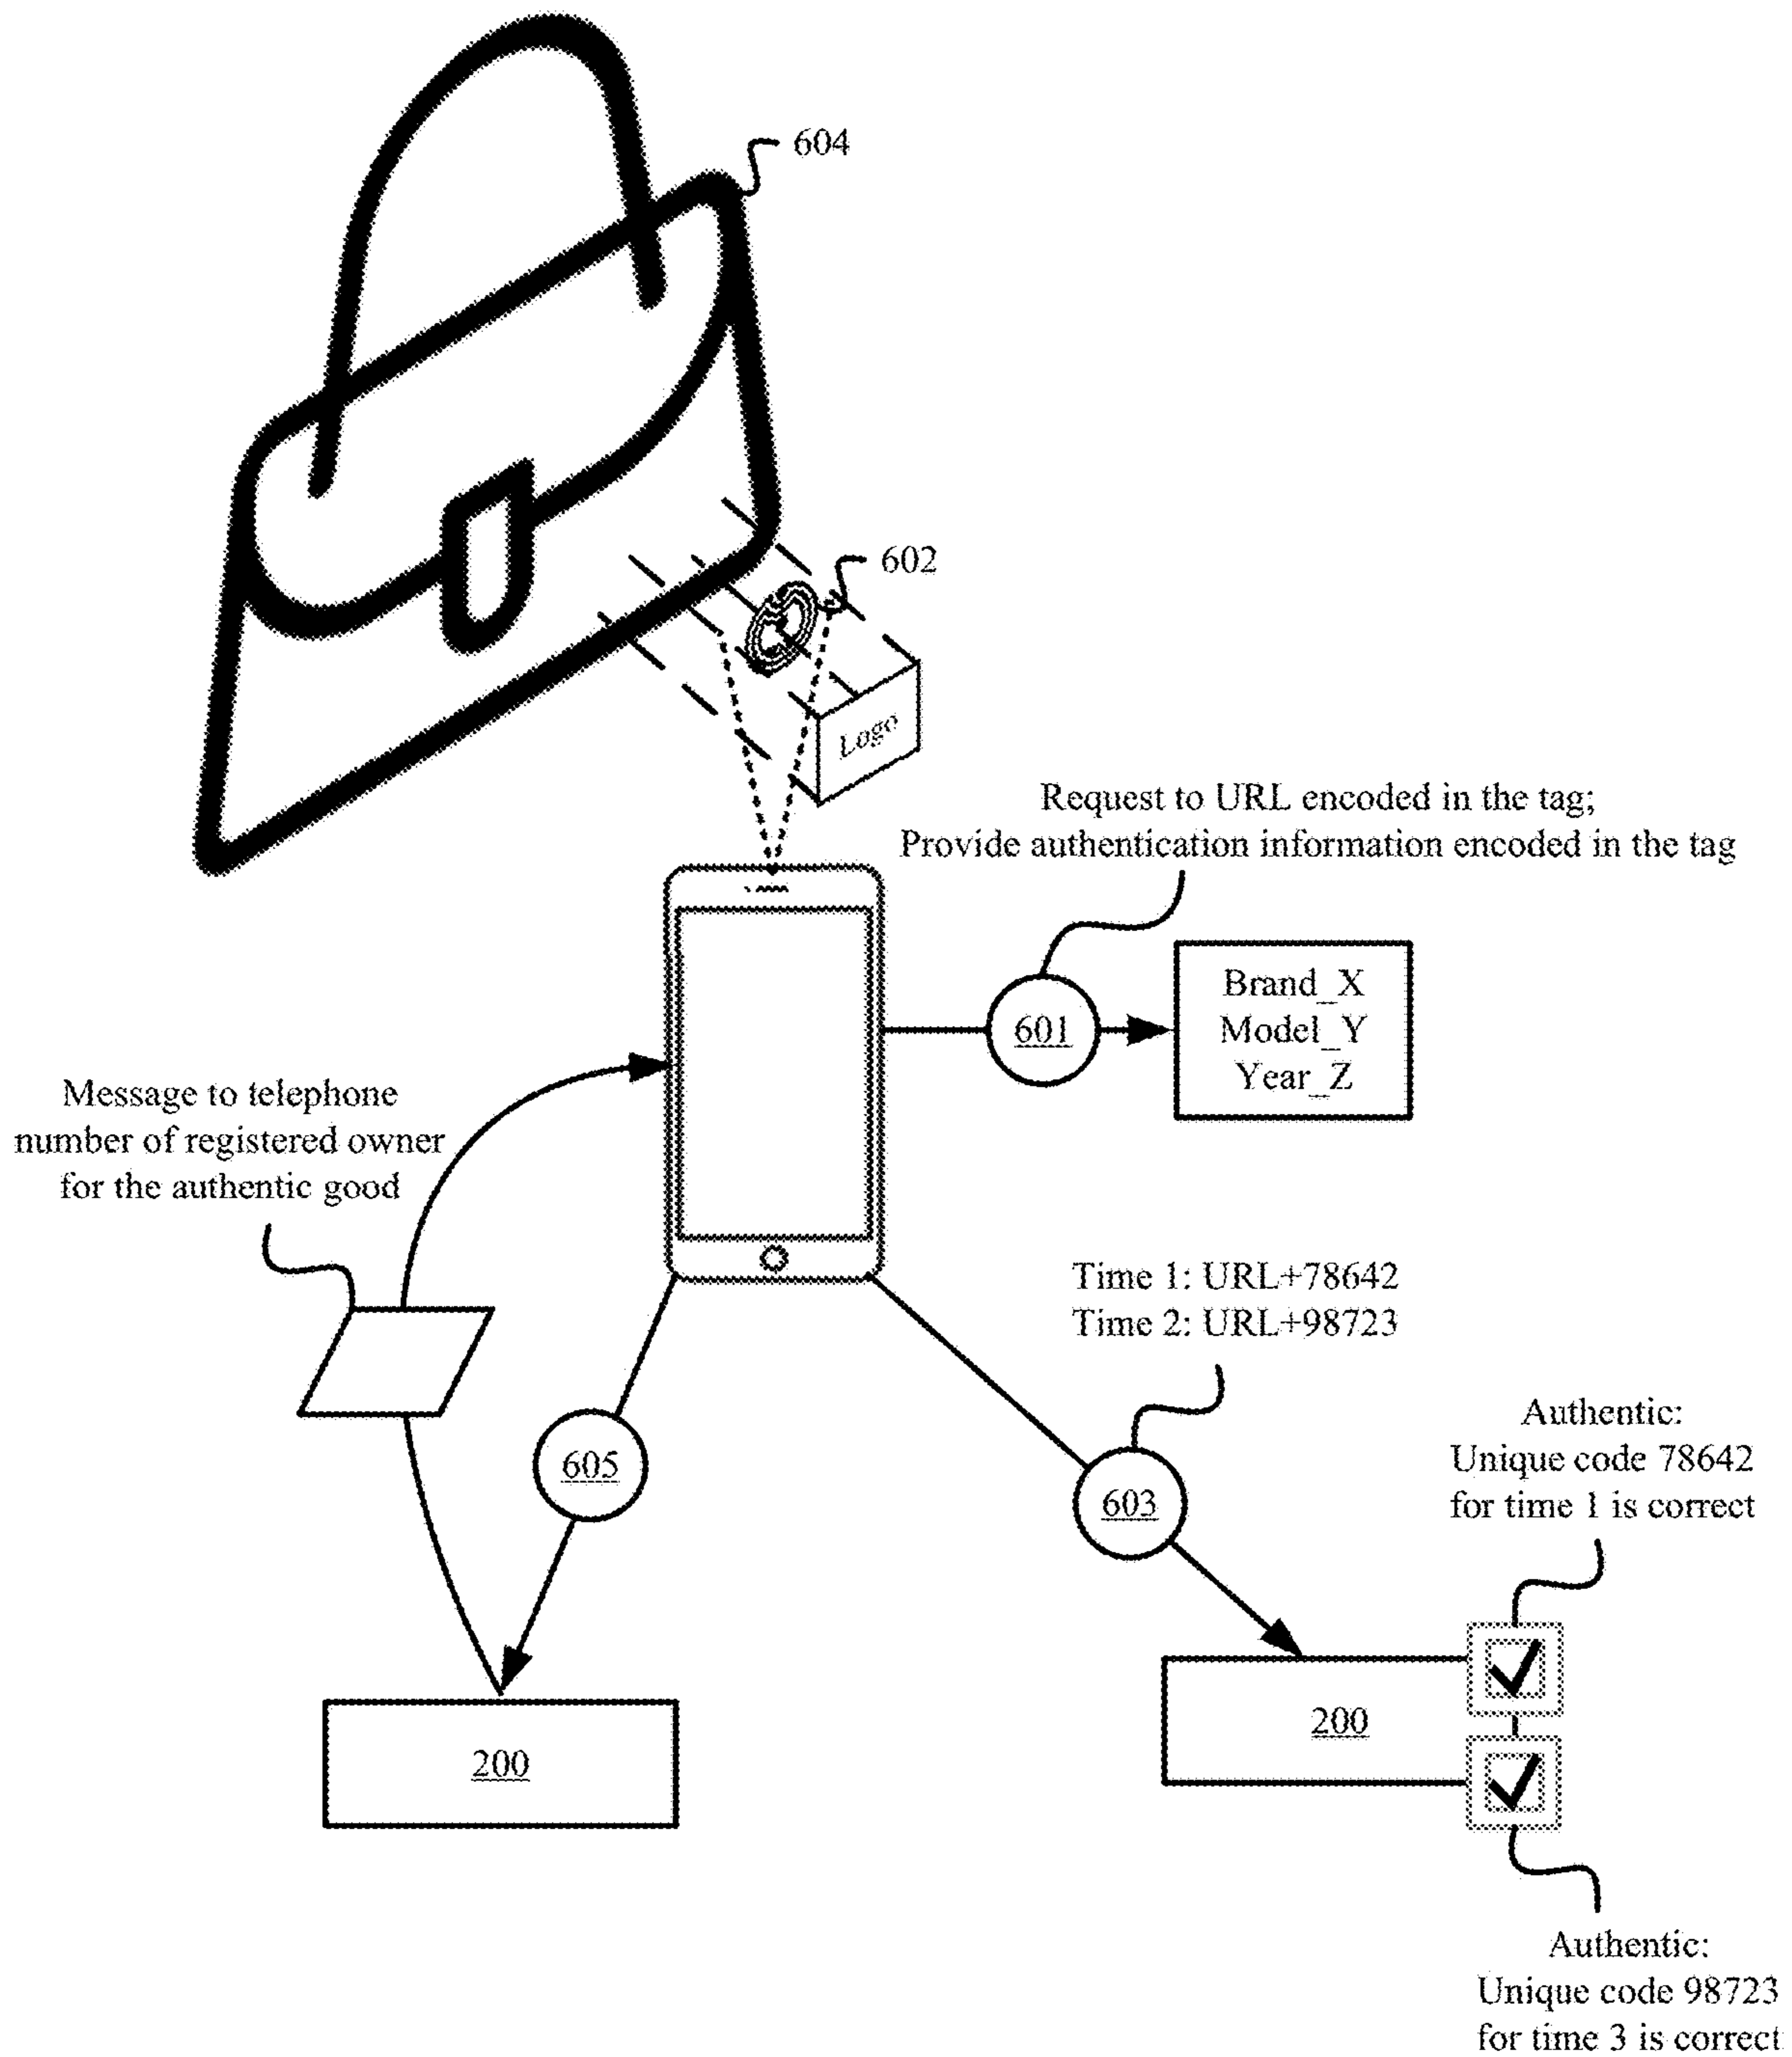 604
602
Logo
Request to URL encoded in the tag;
Provide authentication information encoded in the tag
601
Brand_X
Model_Y
Year_Z
Message to telephone
number of registered owner
for the authentic good
Time 1: URL+78642
Time 2: URL+98723
605
603
Authentic:
Unique code 78642
for time 1 is correct
200
200
Authentic:
Unique code 98723
for time 3 is correct